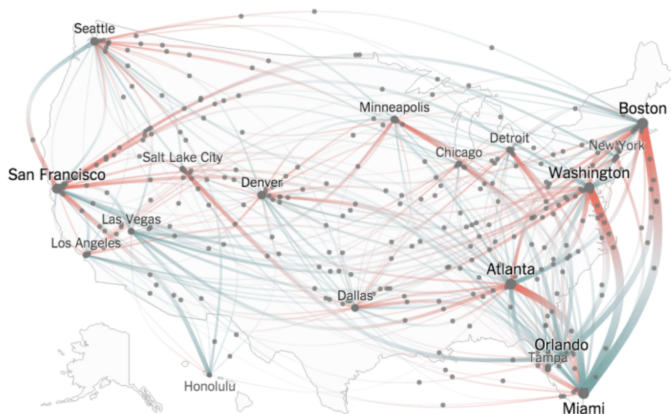 Seattle
Boston
Minneapolis
Detroit
New York
Chicago
Salt Lake City
San Francisco
Denver
Washington
Las Vegas
Los Angeles
Atlanta
Dallas
Orlando
Tampa
Honolulu
Miami